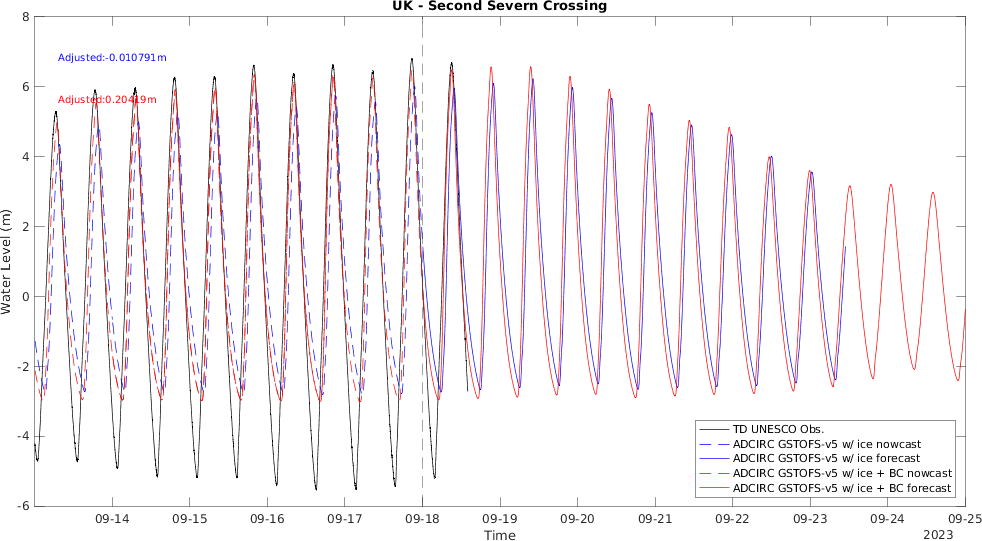 UK - Second Severn Crossing
8
6
4
2
0
-2
-4
-6
Water Level (m)
Adjusted:-0.010791m
Adjusted:0.20419m
TD UNESCO Obs.
ADCIRC GSTOFS-v5 w/ ice nowcast
ADCIRC GSTOFS-v5 w/ ice forecast
ADCIRC GSTOFS-v5 w/ ice + BC nowcast
ADCIRC GSTOFS-v5 w/ ice + BC forecast
09-14 09-15 09-16 09-17 09-18 09-19 09-20 09-21 09-22 09-23 09-24 09-25
Time
2023